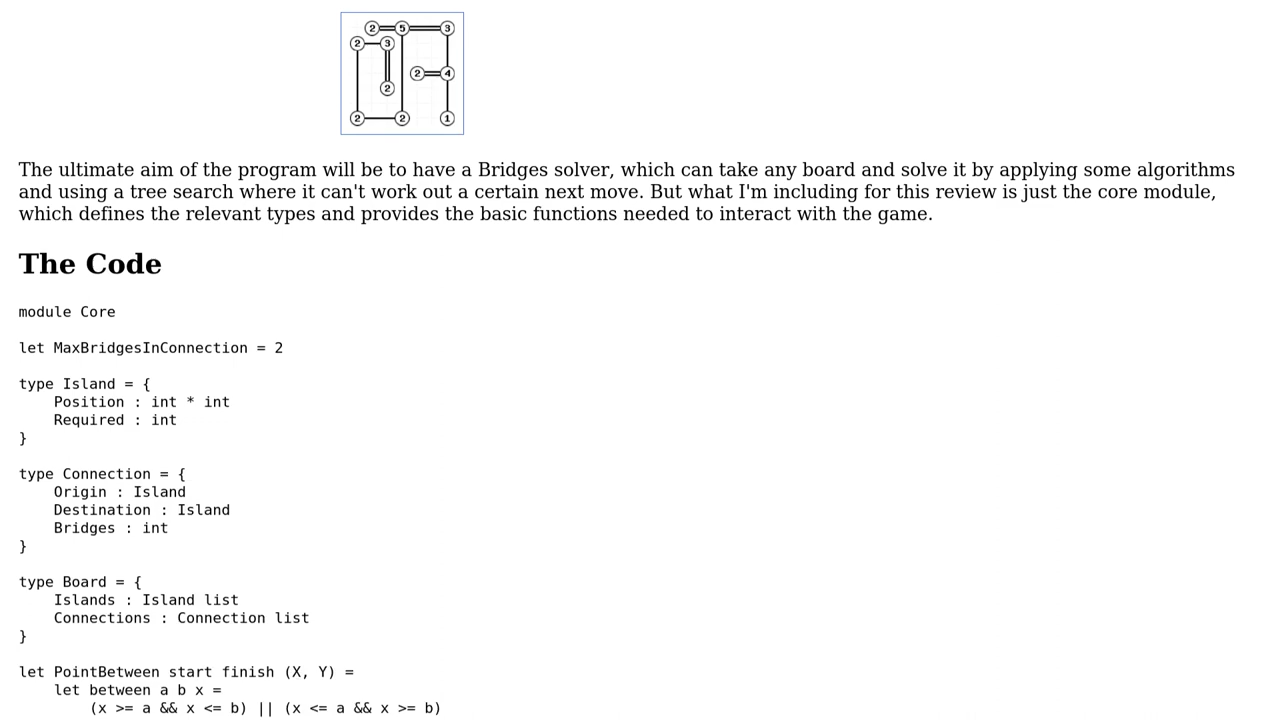 2 5 3
2 3
2 4
2
2 2 1
The ultimate aim of the program will be to have a Bridges solver, which can take any board and solve it by applying some algorithms
and using a tree search where it can't work out a certain next move. But what I'm including for this review is just the core module,
which defines the relevant types and provides the basic functions needed to interact with the game.
The Code
module Core
let MaxBridgesInConnection = 2
type Island = {
    Position : int * int
    Required : int
}
type Connection = {
    Origin : Island
    Destination : Island
    Bridges : int
}
type Board = {
    Islands : Island list
    Connections : Connection list
}
let PointBetween start finish (X, Y) =
    let between a b x =
        (x >= a && x <= b) || (x <= a && x >= b)